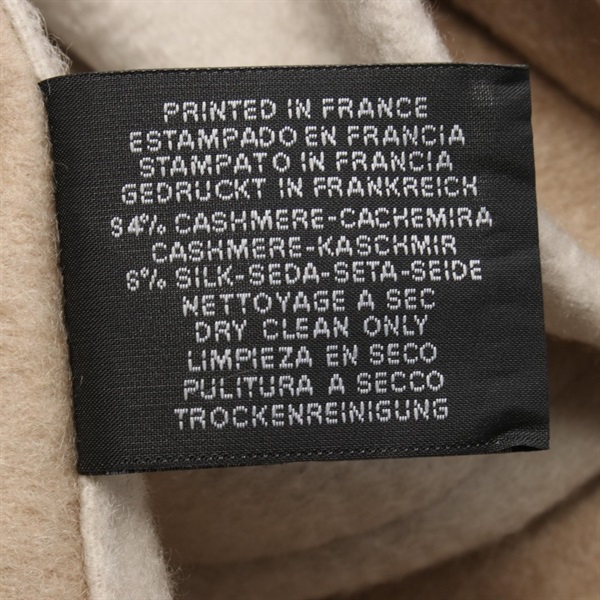 PRINTED IN FRANCE
ESTAMPADO EN FRANCIA
STAMPATO IN FRANCIA
GEDRUCKT IN FRANKREICH
94% CASHMERE-CACHEMIRA
CASHMERE-KASCHMIR
6% SILK-SEDA-SETA-SEIDE
NETTOYAGE A SEC
DRY CLEAN ONLY
LIMPIEZA EN SECO
PULITURA A SECCO
TROCKENREINIGUNG